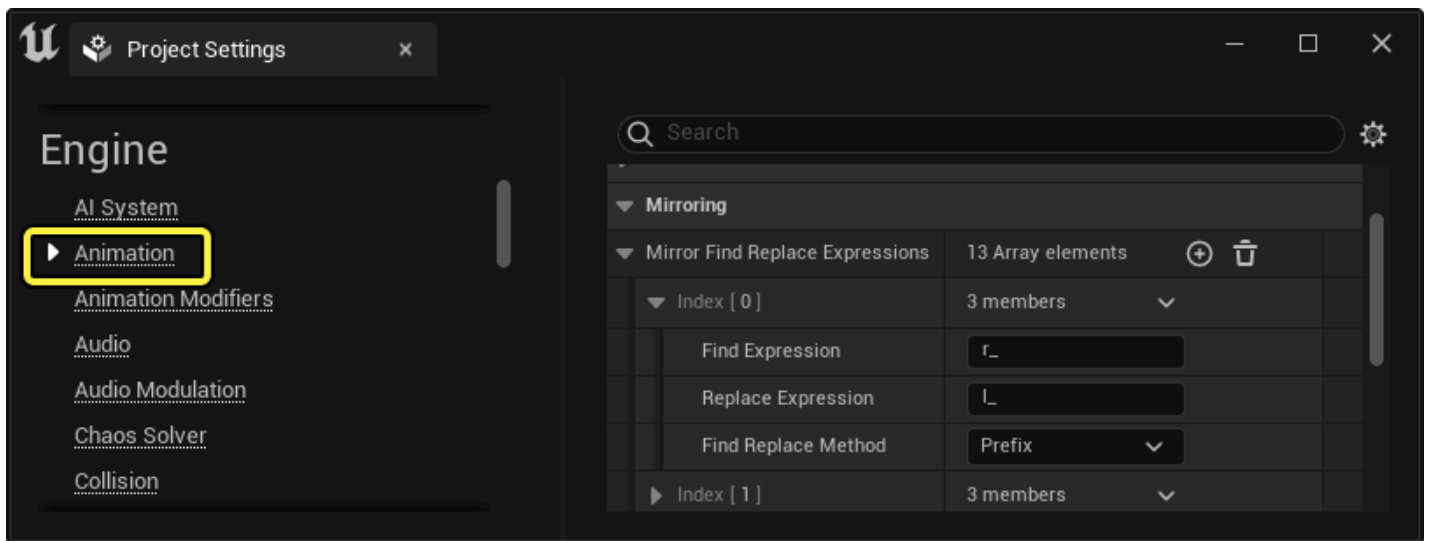 Project Settings
Engine
AI System
Animation
Animation Modifiers
Audio
Audio Modulation
Chaos Solver
Collision
Search
Mirroring
Mirror Find Replace Expressions 13 Array elements
Index [ 0 ] 3 members
Find Expression r_
Replace Expression l_
Find Replace Method Prefix
Index [ 1 ] 3 members